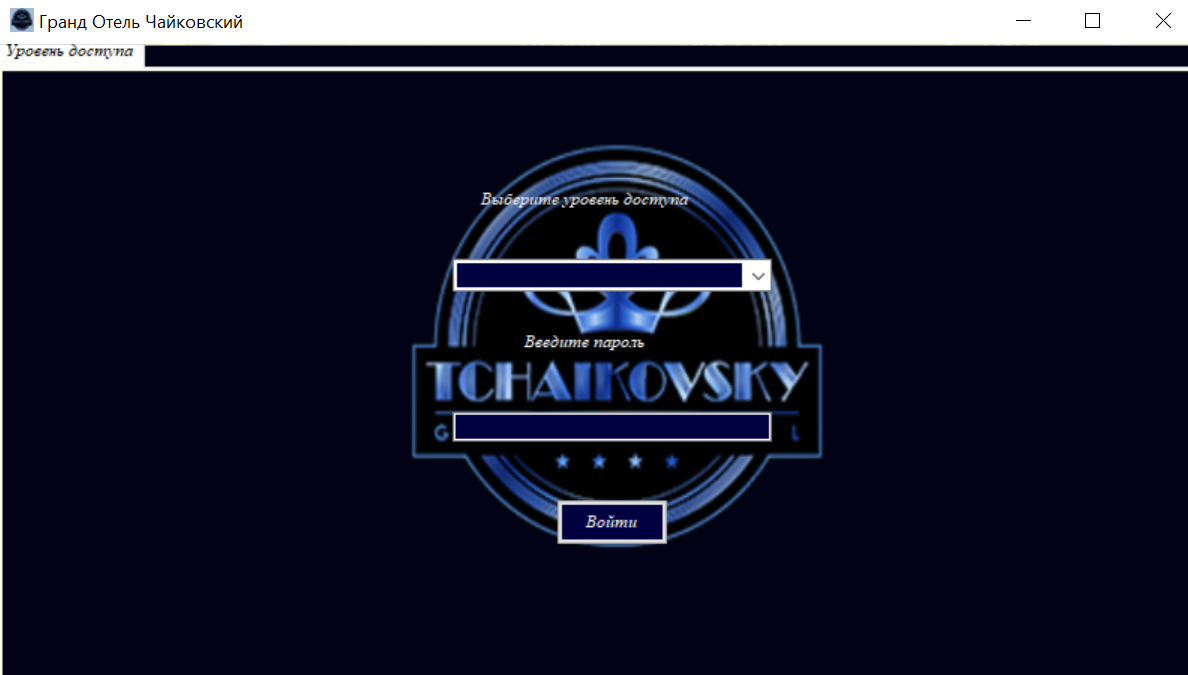 Гранд Отель Чайковский
Уровень доступа
Выберите уровень доступа
Введите пароль
TCHAIKOVSKY
G L
Войти